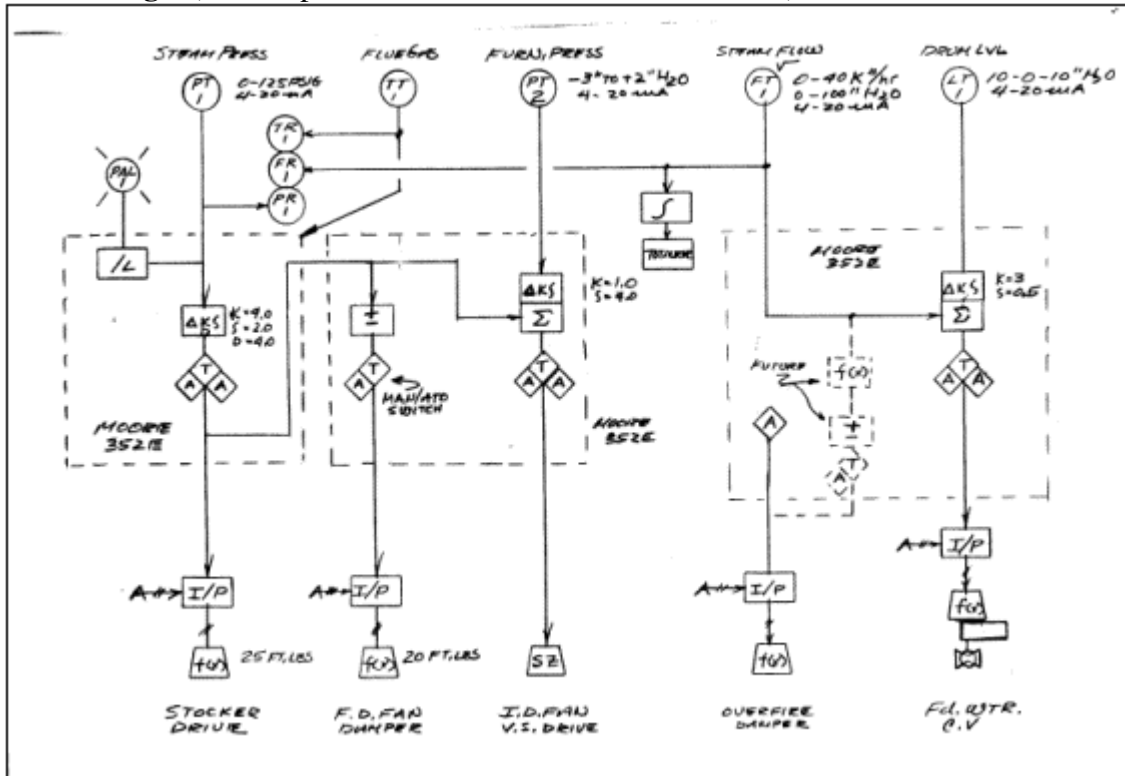 STEAM PRESS
FLUE GAS
FURN. PRESS
STEAM FLOW
DRUM LVL
PT
1
0-125 PSIG
4-20 mA
TT
1
PT
2
-3" TO +2" H2O
4-20 mA
FT
1
√
0-40 K#/hr
0-100" H2O
4-20 mA
LT
1
10-0-10" H2O
4-20 mA
TR
1
FR
1
PR
1
PAL
1
/L
∫
MOORE
352E
ΔK∫
D
K=4.0
S=2.0
D=4.0
±
ΔK∫
Σ
K=1.0
S=4.0
ΔK∫
Σ
K=3
S=0.5
FUTURE
f(x)
±
T
A
A
T
A
MAN/ATO
SWITCH
T
A
A
A
T
A
T
A
A
MOORE
352E
MOORE
352E
A
I/P
A
I/P
A
I/P
A
I/P
f(x)
25 FT. LBS
f(x)
20 FT. LBS
SZ
f(x)
f(x)
STOCKER
DRIVE
F.D. FAN
DAMPER
I.D. FAN
V.S. DRIVE
OVERFIRE
DAMPER
Fd. WTR.
C.V